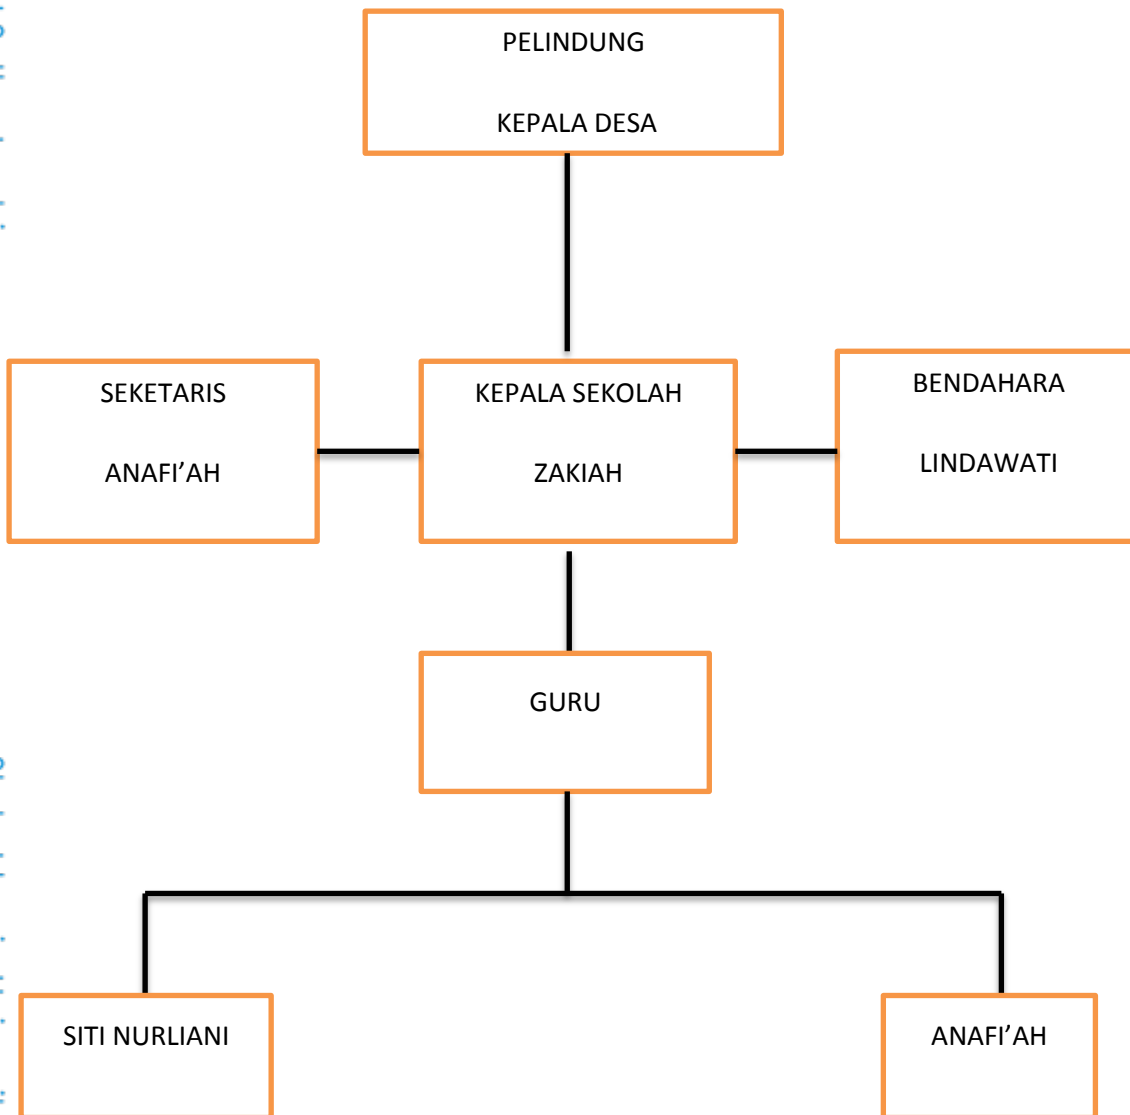 PELINDUNG
KEPALA DESA
SEKETARIS
ANAFI’AH
KEPALA SEKOLAH
ZAKIAH
BENDAHARA
LINDAWATI
GURU
SITI NURLIANI
ANAFI’AH